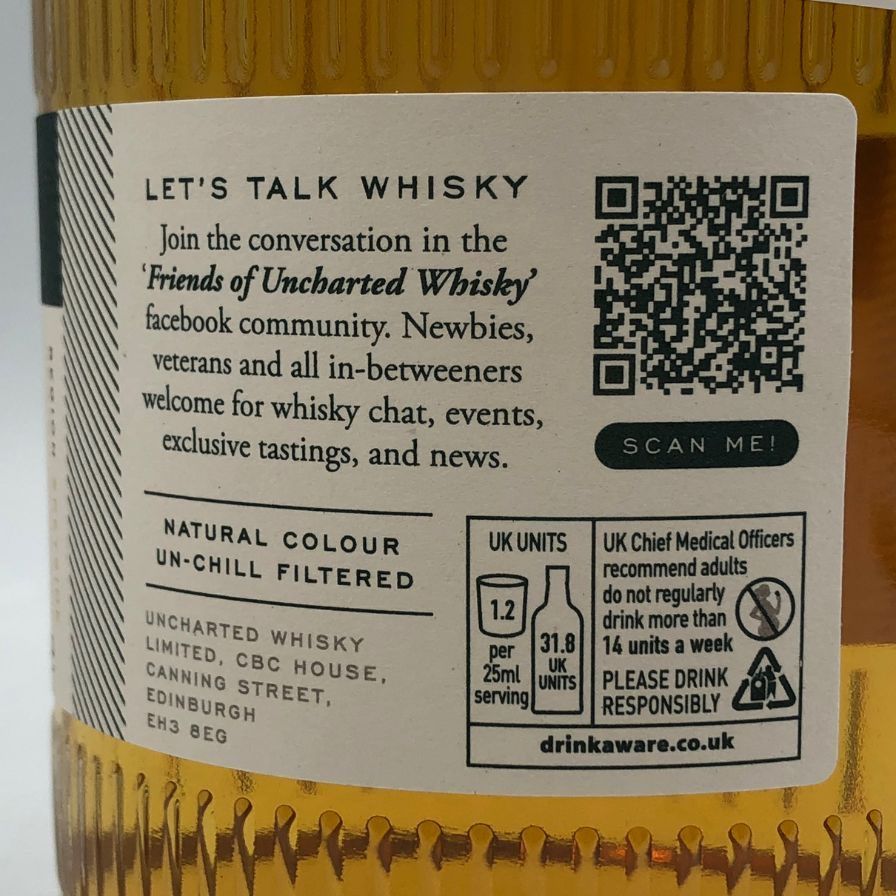 LET'S TALK WHISKY
Join the conversation in the
'Friends of Uncharted Whisky'
facebook community. Newbies,
veterans and all in-betweeners
welcome for whisky chat, events,
exclusive tastings, and news.
SCAN ME!
NATURAL COLOUR
UN-CHILL FILTERED
UNCHARTED WHISKY
LIMITED, CBC HOUSE,
CANNING STREET,
EDINBURGH
EH3 8EG
UK UNITS
1.2
per
25ml
serving
31.8
UK
UNITS
UK Chief Medical Officers
recommend adults
do not regularly
drink more than
14 units a week
PLEASE DRINK
RESPONSIBLY
drinkaware.co.uk
REGION